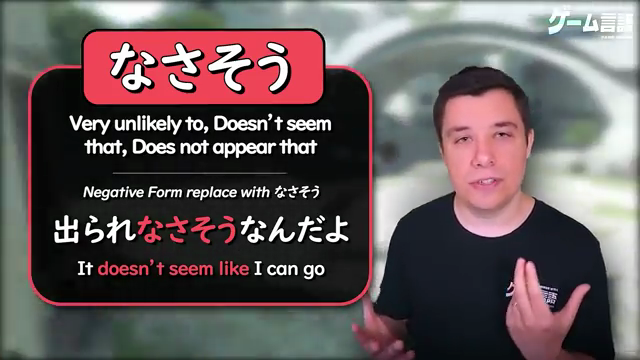 ゲーム言語
なさそう
Very unlikely to, Doesn't seem
that, Does not appear that
Negative Form replace with なさそう
出られなさそうなんだよ
It doesn't seem like I can go